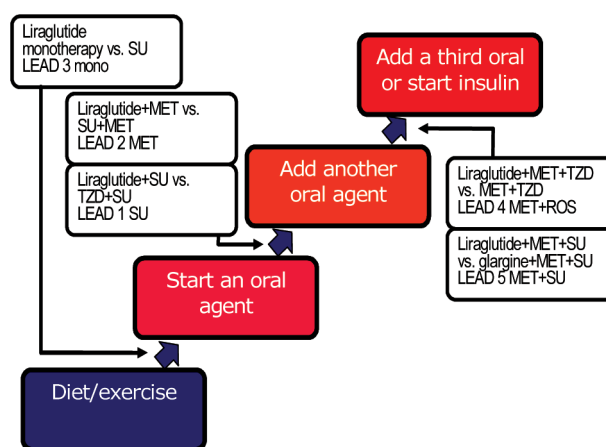 Liraglutide
monotherapy vs. SU
LEAD 3 mono
Add a third oral
or start insulin
Liraglutide+MET vs.
SU+MET
LEAD 2 MET
Liraglutide+SU vs.
TZD+SU
LEAD 1 SU
Add another
oral agent
Liraglutide+MET+TZD
vs. MET+TZD
LEAD 4 MET+ROS
Liraglutide+MET+SU
vs. glargine+MET+SU
LEAD 5 MET+SU
Start an oral
agent
Diet/exercise